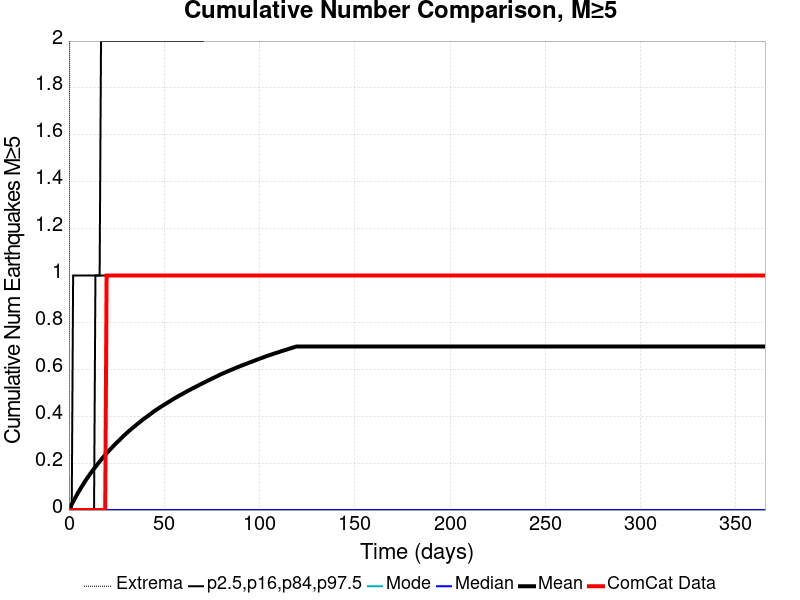 Cumulative Number Comparison, M≥5
Cumulative Num Earthquakes M≥5
2
1.8
1.6
1.4
1.2
1
0.8
0.6
0.4
0.2
0
0 50 100 150 200 250 300 350
Time (days)
Extrema p2.5,p16,p84,p97.5 Mode Median Mean ComCat Data